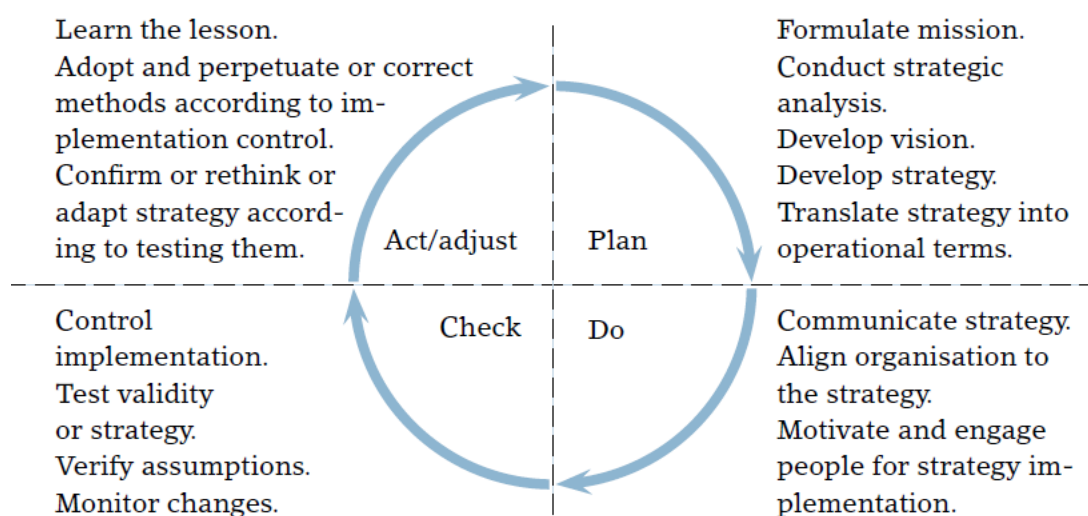 Learn the lesson.
Adopt and perpetuate or correct
methods according to im-
plementation control.
Confirm or rethink or
adapt strategy accord-
ing to testing them.
Act/adjust
Formulate mission.
Conduct strategic
analysis.
Develop vision.
Develop strategy.
Translate strategy into
operational terms.
Plan
Control
implementation.
Test validity
or strategy.
Verify assumptions.
Monitor changes.
Check
Do
Communicate strategy.
Align organisation to
the strategy.
Motivate and engage
people for strategy im-
plementation.